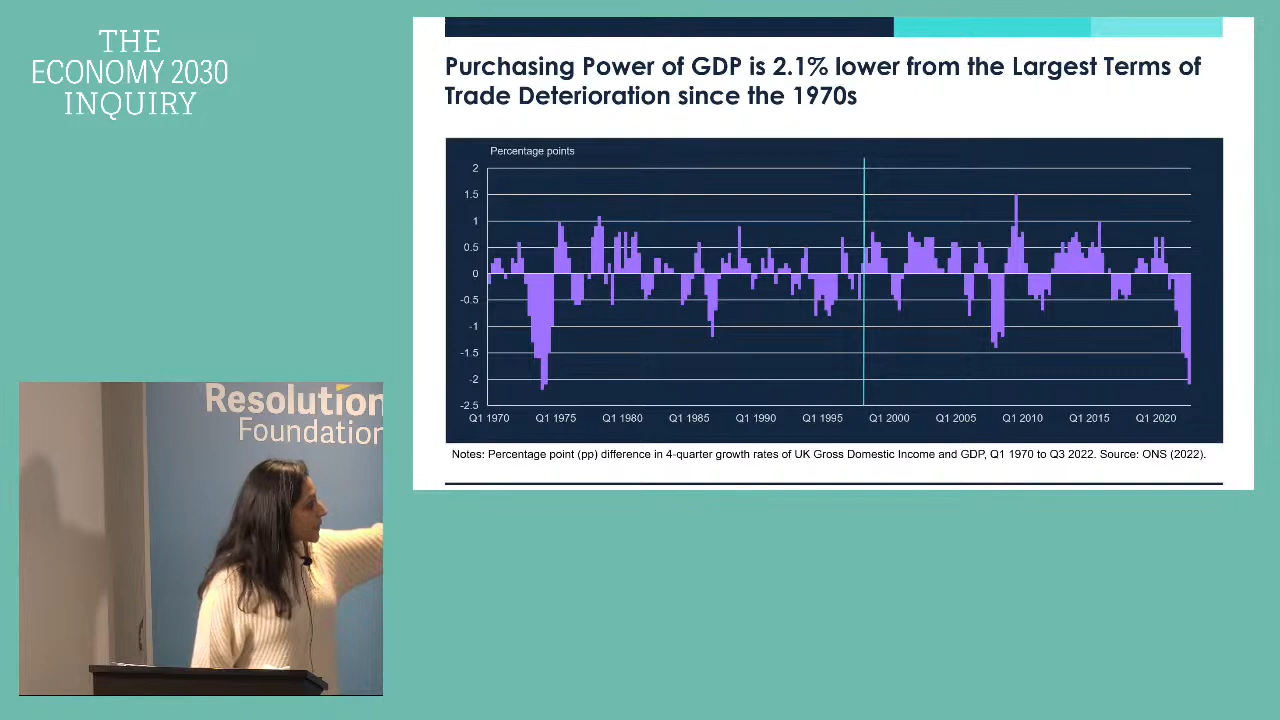 THE
ECONOMY 2030
INQUIRY
Purchasing Power of GDP is 2.1% lower from the Largest Terms of
Trade Deterioration since the 1970s
Percentage points
2
1.5
1
0.5
0
-0.5
-1
-1.5
-2
-2.5
Q1 1970 Q1 1975 Q1 1980 Q1 1985 Q1 1990 Q1 1995 Q1 2000 Q1 2005 Q1 2010 Q1 2015 Q1 2020
Notes: Percentage point (pp) difference in 4-quarter growth rates of UK Gross Domestic Income and GDP, Q1 1970 to Q3 2022. Source: ONS (2022).
Resolution
Foundation